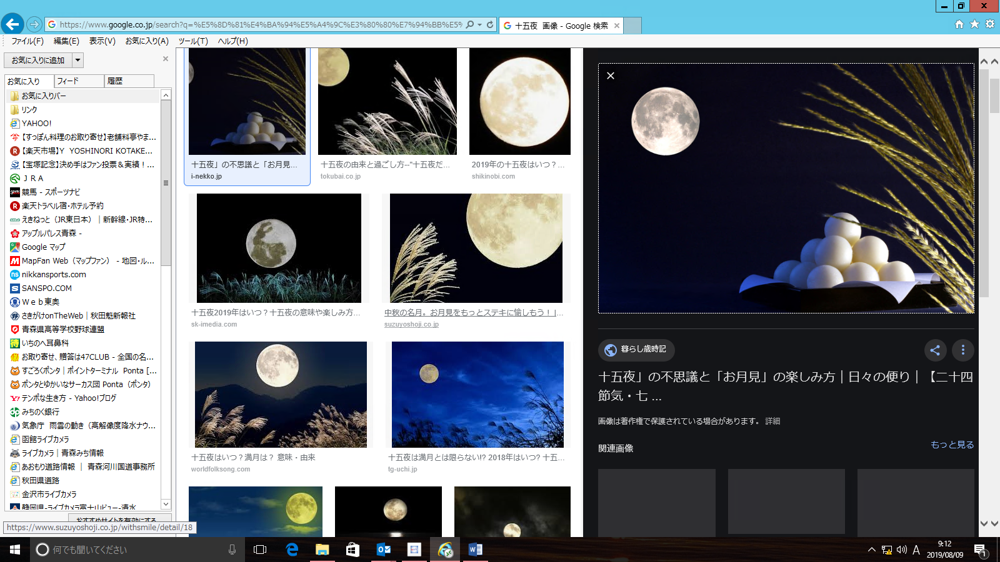 https://www.google.co.jp/search?q=%E5%8D%81%E4%BA%94%E5%A4%9C%E3%80%80%E7%94%BB%E5%
十五夜 画像 - Google 検索
ファイル(F) 編集(E) 表示(V) お気に入り(A) ツール(T) ヘルプ(H)
お気に入りに追加
お気に入り フィード 履歴
お気に入りバー
リンク
YAHOO!
【すっぽん料理のお取り寄せ】老舗料亭やま...
【楽天市場】Y YOSHINORI KOTAKE...
【宝塚記念】決め手はファン投票＆実績！...
ＪＲＡ
競馬 - スポーツナビ
楽天トラベル宿・ホテル予約
えきねっと（JR東日本）｜新幹線・JR特...
アップルパレス青森 -
Google マップ
MapFan Web（マップファン） - 地図・ル...
nikkansports.com
SANSPO.COM
Ｗｅｂ東奥
さきがけonTheWeb｜秋田魁新報社
青森県高等学校野球連盟
いちのへ耳鼻科
お取り寄せ、贈答は47CLUB - 全国の名...
すごろくポンタ｜ポイントターミナル Ponta [...
ポンタとゆかいなサーカス団 Ponta（ポンタ）
テンポな生き方 - Yahoo!ブログ
みちのく銀行
気象庁 雨雲の動き（高解像度降水ナウ...
函館ライブカメラ
ライブカメラ｜青森みち情報
あおもり道路情報 ｜ 青森河川国道事務所
秋田県道路
金沢市ライブカメラ
静岡県-ライブカメラ富士山ビュー-清水
おすすめサイトを有効にする
https://www.suzuyoshoji.co.jp/withsmile/detail/18
十五夜」の不思議と「お月見...
i-nekko.jp
十五夜の由来と過ごし方--"十五夜だ...
tokubai.co.jp
2019年の十五夜はいつ？...
shikinobi.com
十五夜2019年はいつ？十五夜の意味や楽しみ方...
sk-imedia.com
中秋の名月。お月見をもっとステキに愉しもう！ |...
suzuyoshoji.co.jp
十五夜はいつ？満月は？ 意味・由来
worldfolksong.com
十五夜は満月とは限らない!? 2018年はいつ? 十五...
tg-uchi.jp
暮らし歳時記
十五夜」の不思議と「お月見」の楽しみ方｜日々の便り｜【二十四
節気・七 ...
画像は著作権で保護されている場合があります。 詳細
関連画像
もっと見る
何でも聞いてください
A
9:12
2019/08/09
1